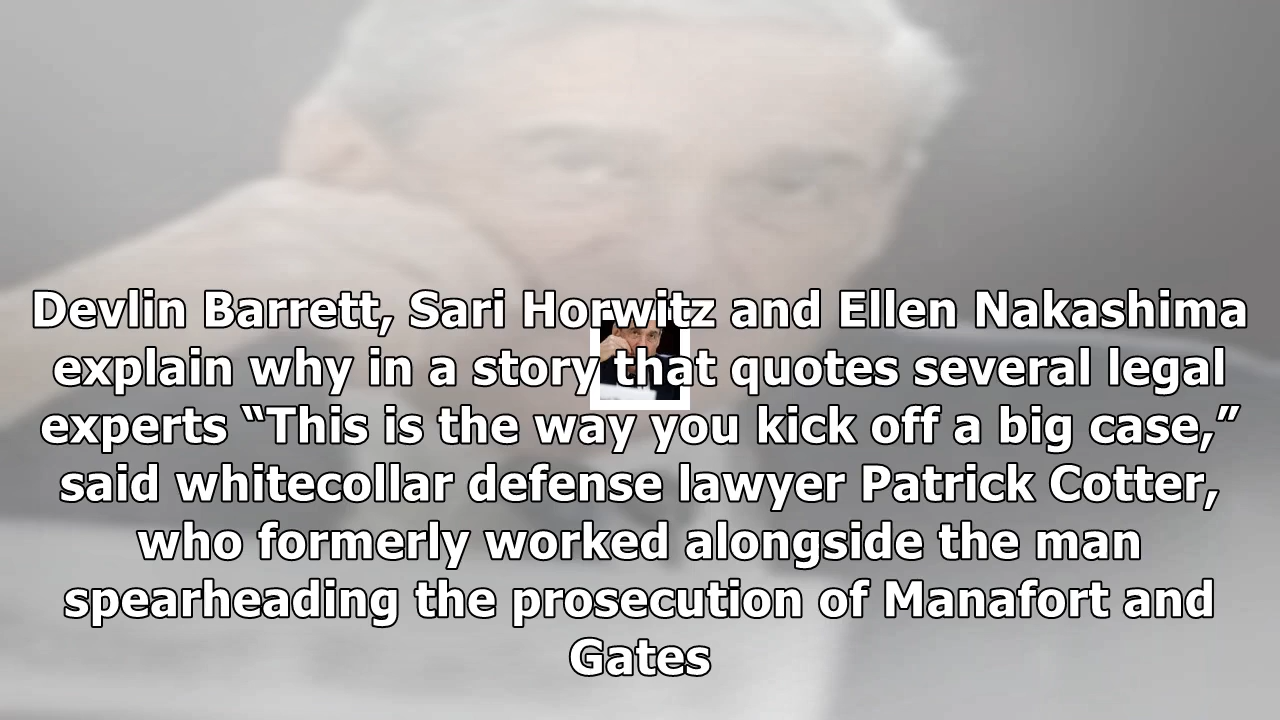 Devlin Barrett, Sari Horwitz and Ellen Nakashima
explain why in a story that quotes several legal
experts “This is the way you kick off a big case,”
said whitecollar defense lawyer Patrick Cotter,
who formerly worked alongside the man
spearheading the prosecution of Manafort and
Gates